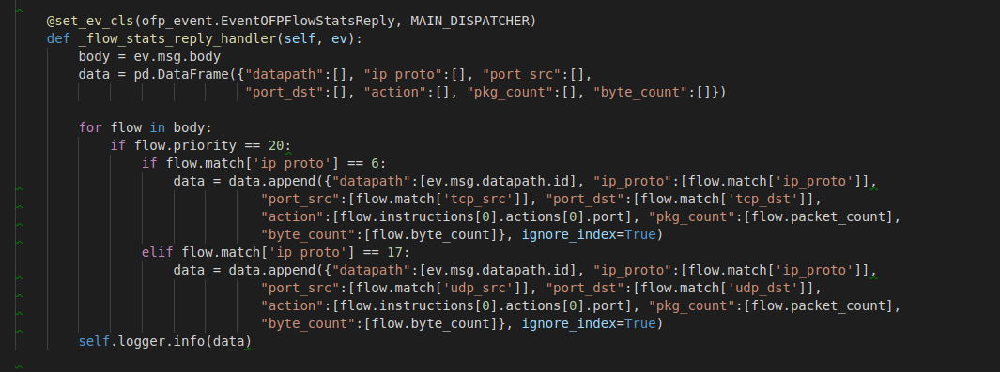 @set_ev_cls(ofp_event.EventOFPFlowStatsReply, MAIN_DISPATCHER)
def _flow_stats_reply_handler(self, ev):
    body = ev.msg.body
    data = pd.DataFrame({"datapath":[], "ip_proto":[], "port_src":[],
                         "port_dst":[], "action":[], "pkg_count":[], "byte_count":[]})

    for flow in body:
        if flow.priority == 20:
            if flow.match['ip_proto'] == 6:
                data = data.append({"datapath":[ev.msg.datapath.id], "ip_proto":[flow.match['ip_proto']],
                           "port_src":[flow.match['tcp_src']], "port_dst":[flow.match['tcp_dst']],
                           "action":[flow.instructions[0].actions[0].port], "pkg_count":[flow.packet_count],
                           "byte_count":[flow.byte_count]}, ignore_index=True)
            elif flow.match['ip_proto'] == 17:
                data = data.append({"datapath":[ev.msg.datapath.id], "ip_proto":[flow.match['ip_proto']],
                           "port_src":[flow.match['udp_src']], "port_dst":[flow.match['udp_dst']],
                           "action":[flow.instructions[0].actions[0].port], "pkg_count":[flow.packet_count],
                           "byte_count":[flow.byte_count]}, ignore_index=True)
    self.logger.info(data)